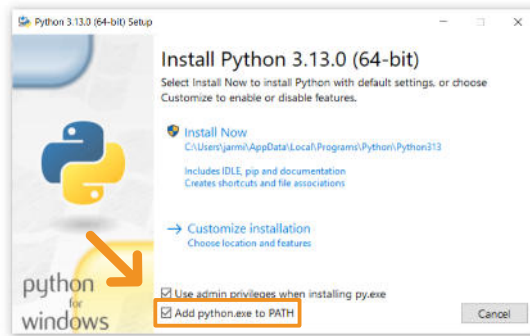 Python 3.13.0 (64-bit) Setup
Install Python 3.13.0 (64-bit)
Select Install Now to install Python with default settings, or choose
Customize to enable or disable features.
Install Now
C:\Users\jarmi\AppData\Local\Programs\Python\Python313
Includes IDLE, pip and documentation
Creates shortcuts and file associations
Customize installation
Choose location and features
Use admin privileges when installing py.exe
Add python.exe to PATH
Cancel
python
for
windows